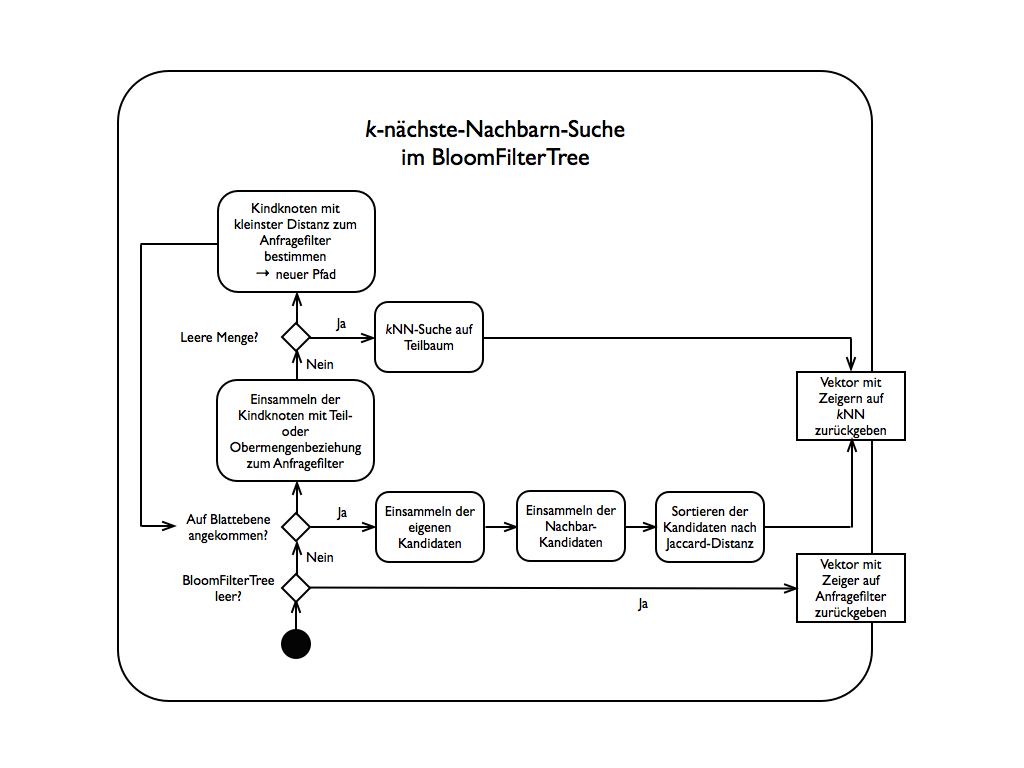 k-nächste-Nachbarn-Suche
im BloomFilterTree
Kindknoten mit
kleinster Distanz zum
Anfragefilter
bestimmen
→ neuer Pfad
Leere Menge?
Ja
kNN-Suche auf
Teilbaum
Nein
Vektor mit
Zeigern auf
kNN
zurückgeben
Einsammeln der
Kindknoten mit Teil-
oder
Obermengenbeziehung
zum Anfragefilter
Auf Blattebene
angekommen?
Ja
Einsammeln der
eigenen
Kandidaten
Einsammeln der
Nachbar-
Kandidaten
Sortieren der
Kandidaten nach
Jaccard-Distanz
Nein
BloomFilterTree
leer?
Ja
Vektor mit
Zeiger auf
Anfragefilter
zurückgeben